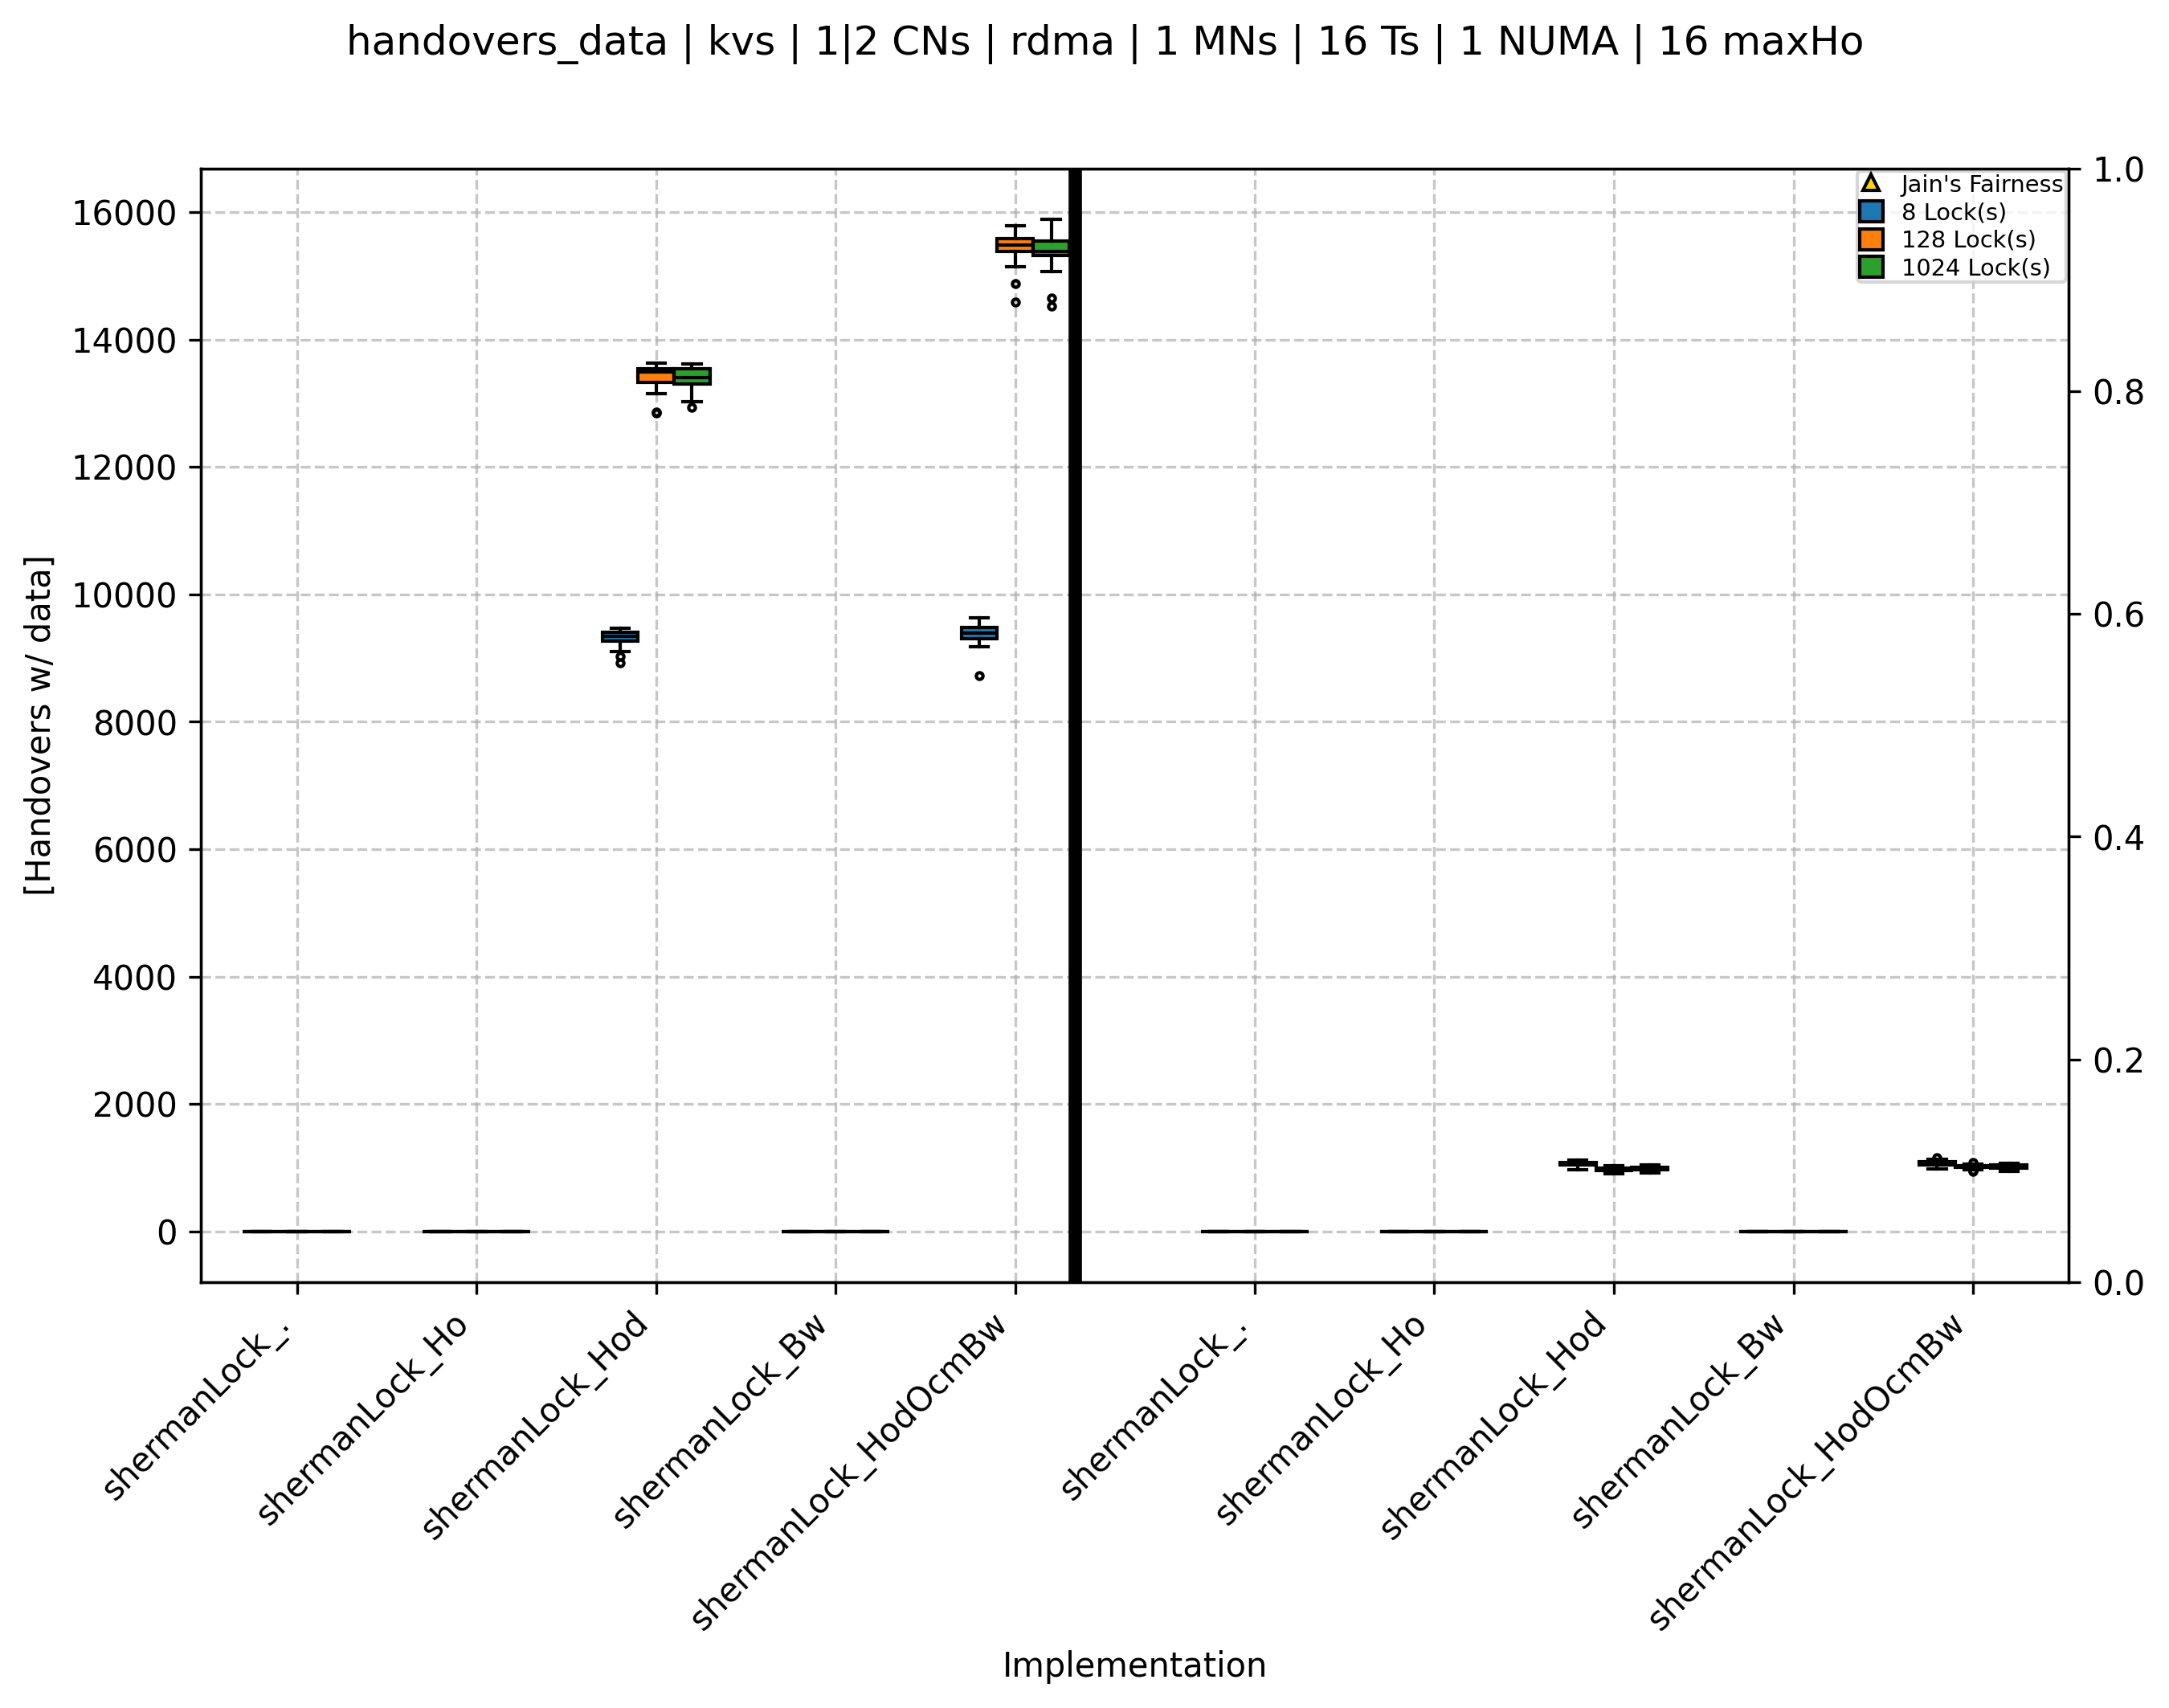 handovers_data | kvs | 1|2 CNs | rdma | 1 MNs | 16 Ts | 1 NUMA | 16 maxHo
Jain's Fairness
8 Lock(s)
128 Lock(s)
1024 Lock(s)
[Handovers w/ data]
16000
14000
12000
10000
8000
6000
4000
2000
0
1.0
0.8
0.6
0.4
0.2
0.0
shermanLock_.
shermanLock_Ho
shermanLock_Hod
shermanLock_Bw
shermanLock_HodOcmBw
shermanLock_.
shermanLock_Ho
shermanLock_Hod
shermanLock_Bw
shermanLock_HodOcmBw
Implementation